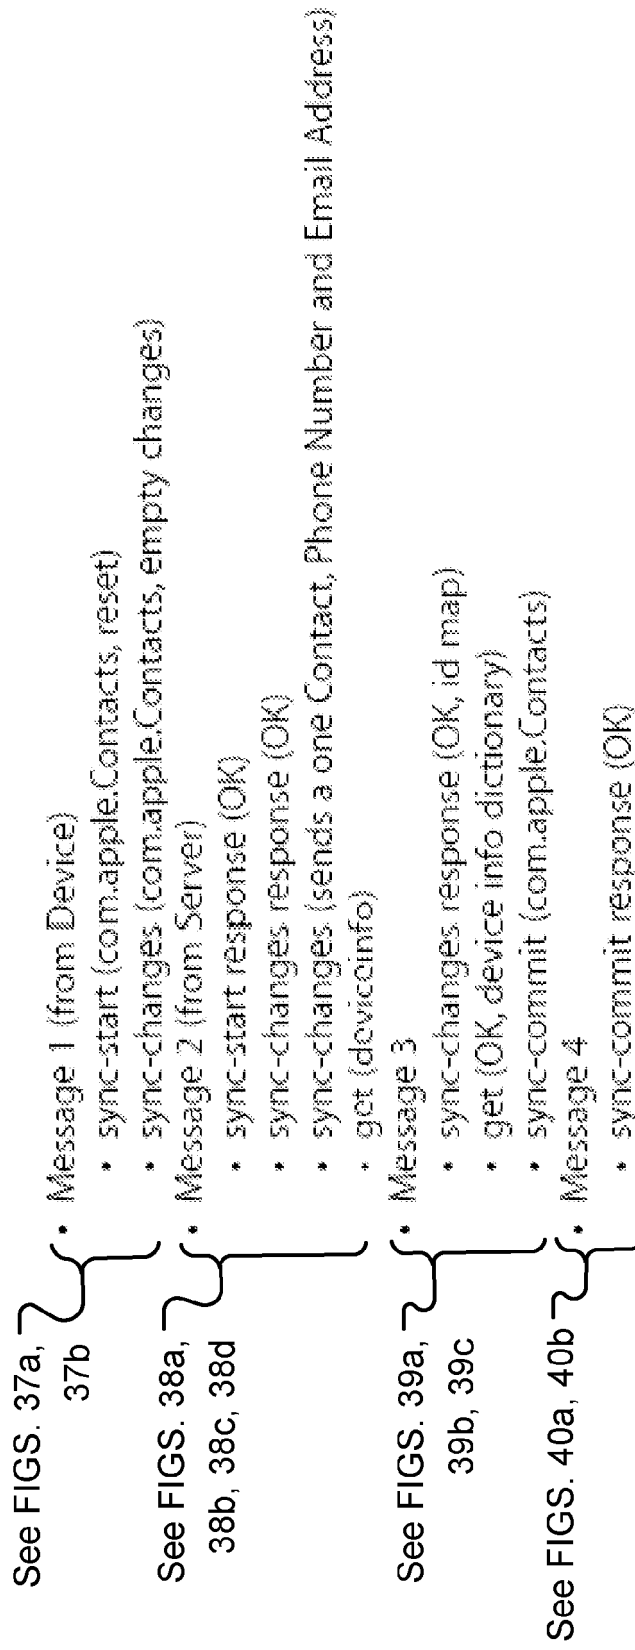 See FIGS. 37a,
37b
• Message 1 (from Device)
• sync-start (com.apple.Contacts, reset)
• sync-changes (com.apple.Contacts, empty changes)
See FIGS. 38a,
38b, 38c, 38d
• Message 2 (from Server)
• sync-start response (OK)
• sync-changes response (OK)
• sync-changes (sends a one Contact, Phone Number and Email Address)
• get (deviceinfo)
See FIGS. 39a,
39b, 39c
• Message 3
• sync-changes response (OK, id map)
• get (OK, device info dictionary)
• sync-commit (com.apple.Contacts)
See FIGS. 40a, 40b
• Message 4
• sync-commit response (OK)